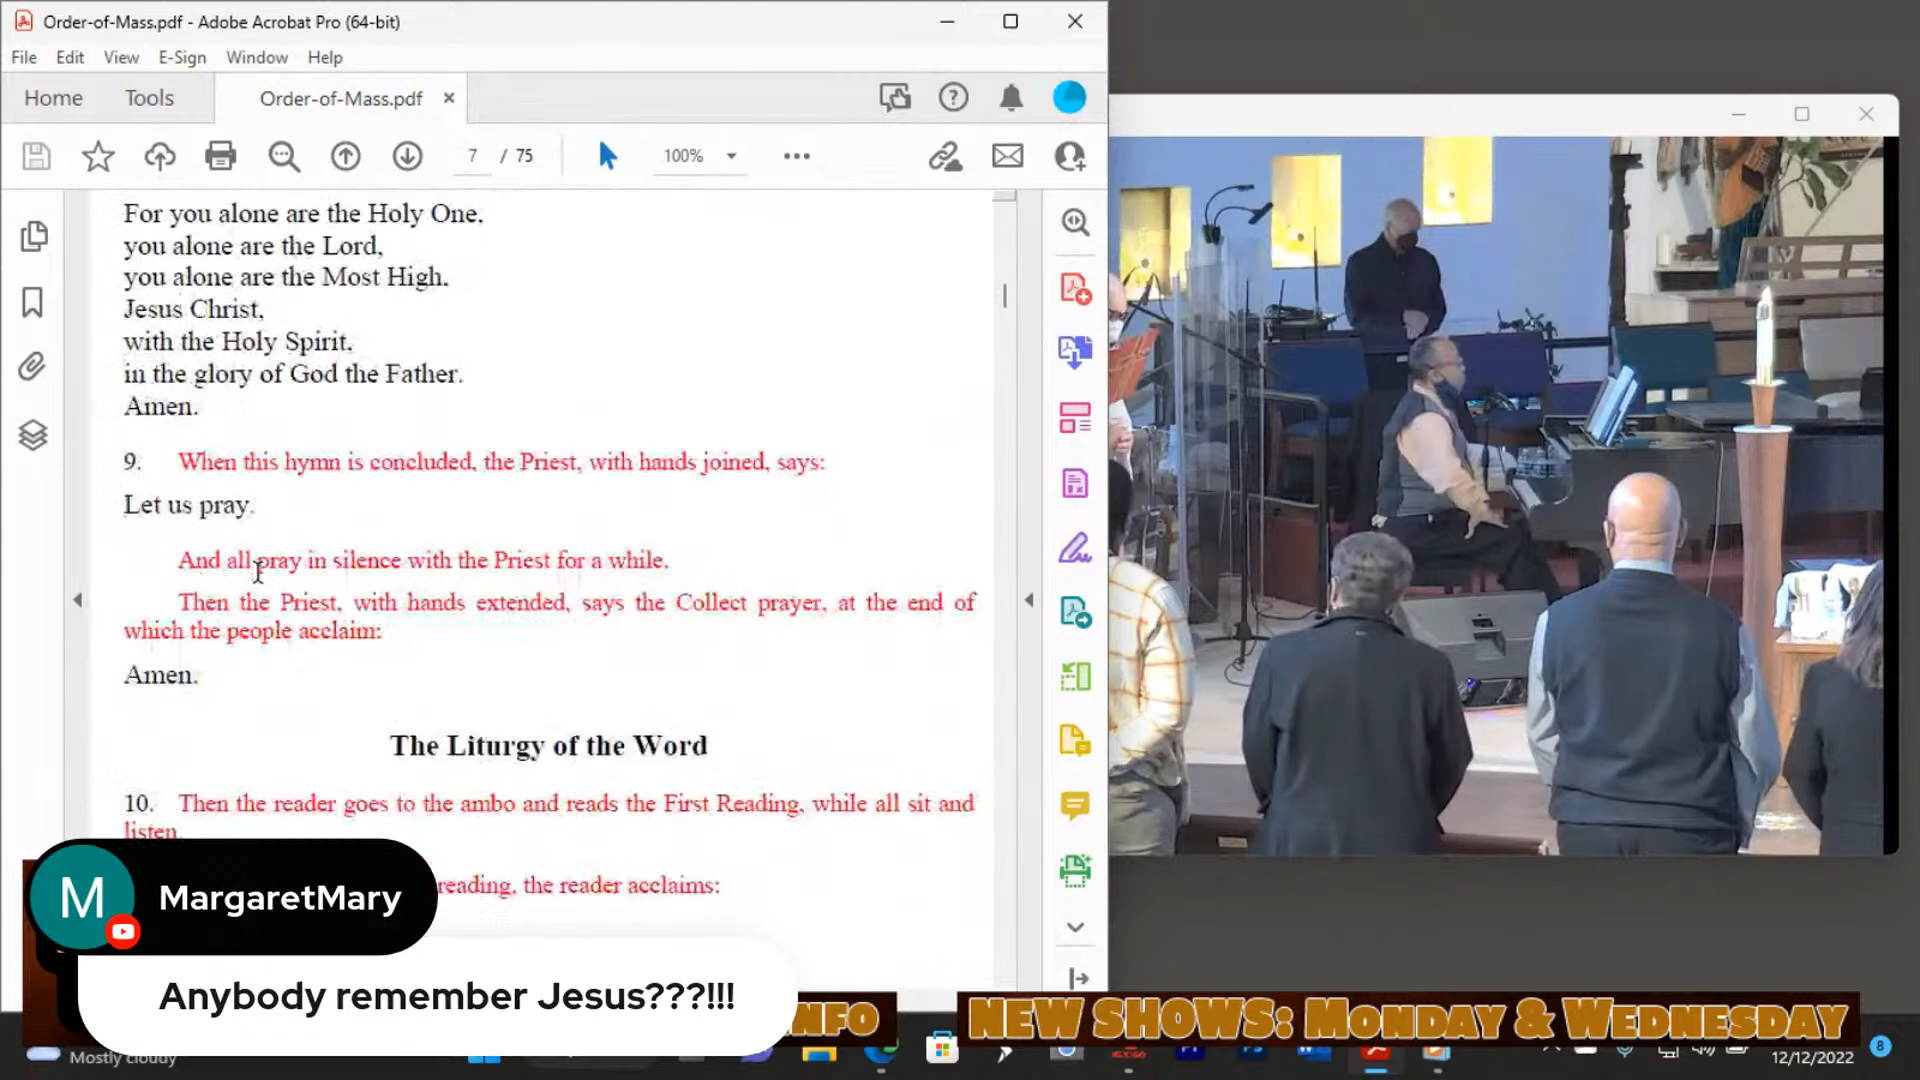 Order-of-Mass.pdf - Adobe Acrobat Pro (64-bit)
File Edit View E-Sign Window Help
Home Tools Order-of-Mass.pdf
7 / 75 100%
For you alone are the Holy One,
you alone are the Lord,
you alone are the Most High,
Jesus Christ,
with the Holy Spirit,
in the glory of God the Father.
Amen.
9. When this hymn is concluded, the Priest, with hands joined, says:
Let us pray.
And all pray in silence with the Priest for a while.
Then the Priest, with hands extended, says the Collect prayer, at the end of
which the people acclaim:
Amen.
The Liturgy of the Word
10. Then the reader goes to the ambo and reads the First Reading, while all sit and
listen.
reading, the reader acclaims:
M MargaretMary
Anybody remember Jesus???!!!
NEW SHOWS: MONDAY & WEDNESDAY
Mostly cloudy
12/12/2022
8